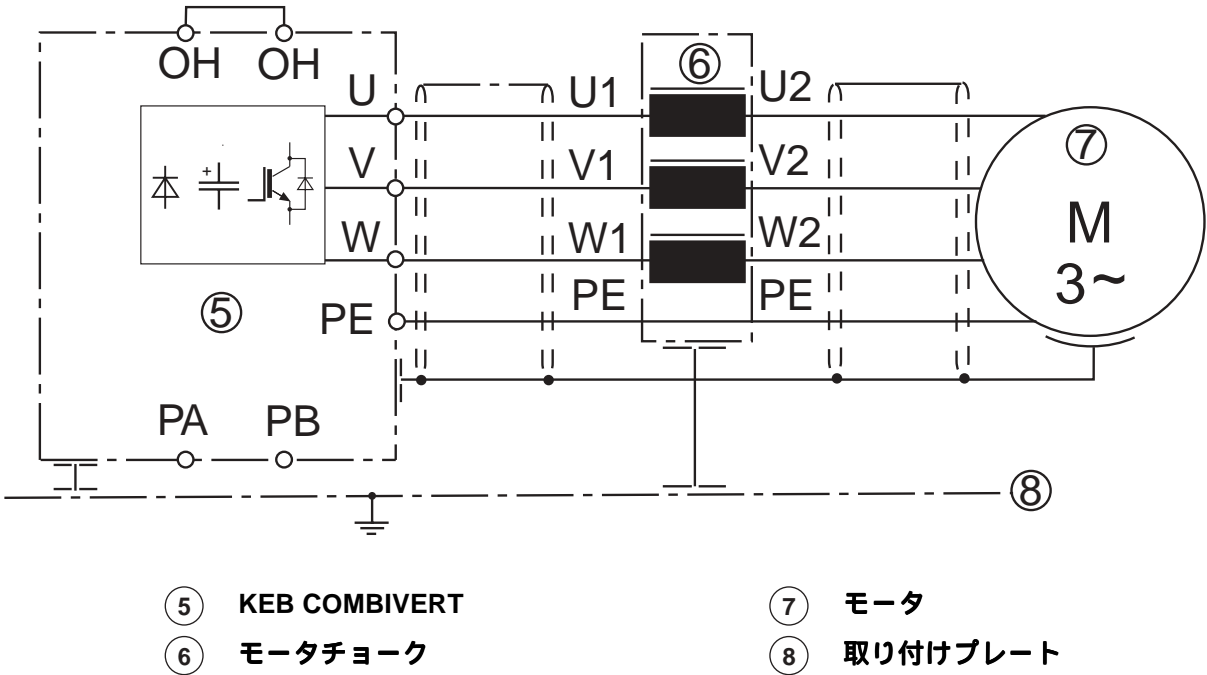 OH OH
U U1 ⑥ U2
V V1 V2 ⑦
W W1 W2 M
⑤ PE PE PE 3~
+
PA PB
⑧
⑤ KEB COMBIVERT ⑦ モータ
⑥ モータチョーク ⑧ 取り付けプレート